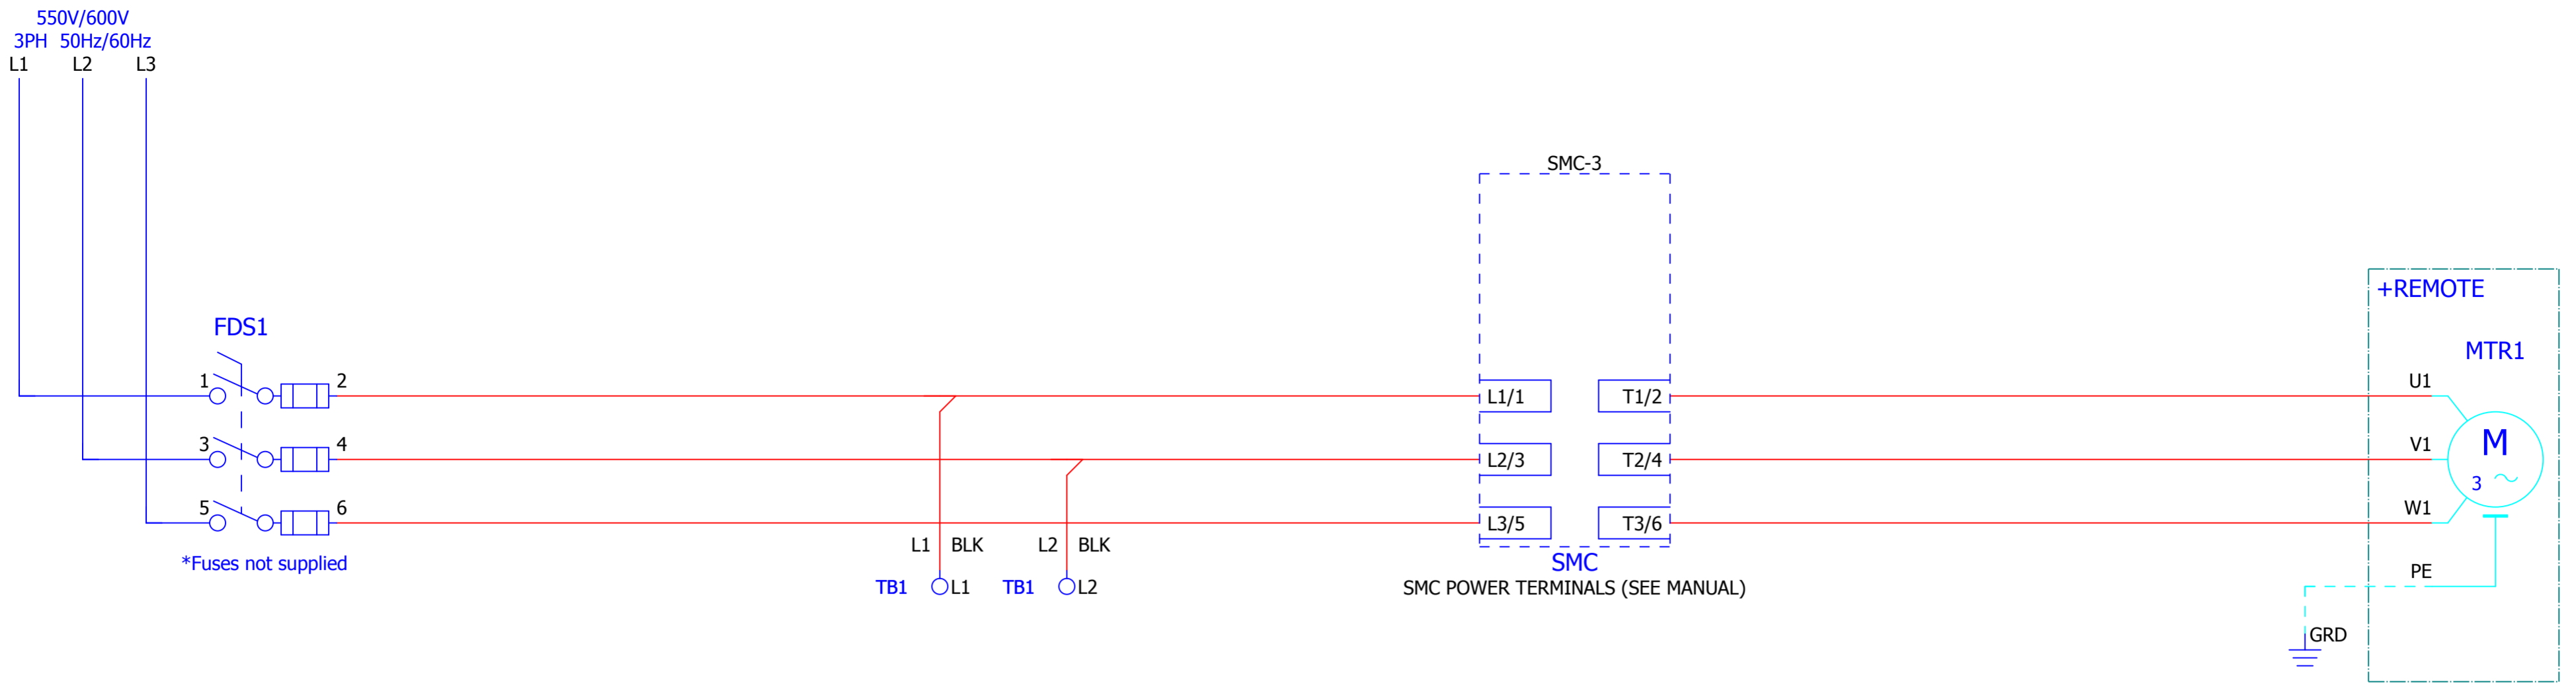 550V/600V
3PH 50Hz/60Hz
L1 L2 L3
SMC-3
+REMOTE
FDS1
MTR1
1 2 L1/1 T1/2 U1
3 4 L2/3 T2/4 V1
M
3 ~
5 6 L3/5 T3/6 W1
L1 BLK L2 BLK
*Fuses not supplied
SMC
PE
TB1 L1 TB1 L2
SMC POWER TERMINALS (SEE MANUAL)
GRD